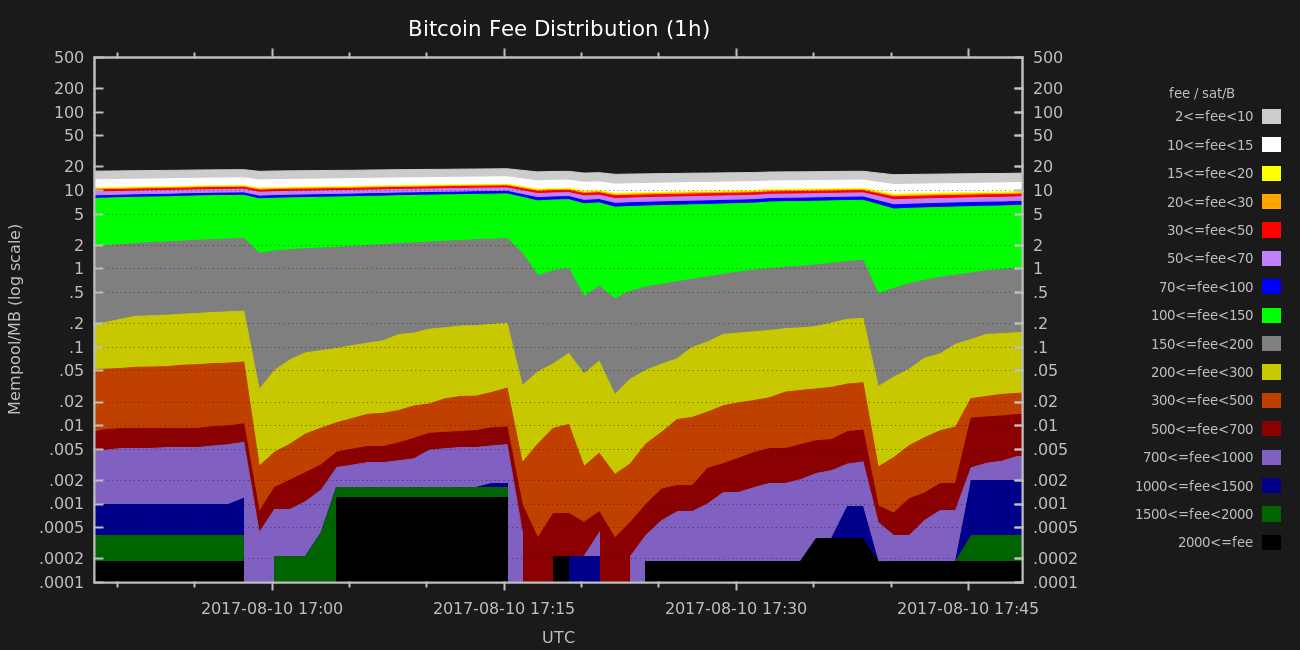 Bitcoin Fee Distribution (1h)
500 500
200 200
100 100
50 50
20 20
10 10
5 5
2 2
1 1
.5 .5
.2 .2
.1 .1
.05 .05
.02 .02
.01 .01
.005 .005
.002 .002
.001 .001
.0005 .0005
.0002 .0002
.0001 .0001
Mempool/MB (log scale)
2017-08-10 17:00 2017-08-10 17:15 2017-08-10 17:30 2017-08-10 17:45
UTC
fee / sat/B
2<=fee<10
10<=fee<15
15<=fee<20
20<=fee<30
30<=fee<50
50<=fee<70
70<=fee<100
100<=fee<150
150<=fee<200
200<=fee<300
300<=fee<500
500<=fee<700
700<=fee<1000
1000<=fee<1500
1500<=fee<2000
2000<=fee